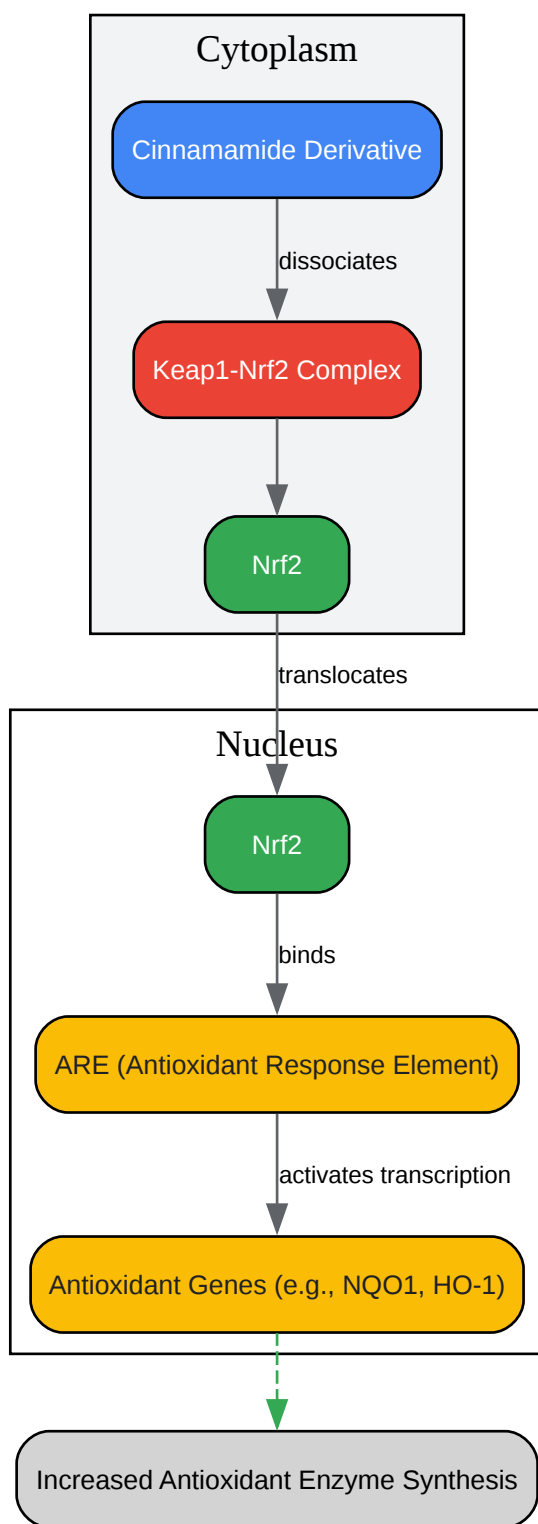 Cytoplasm
Cinnamamide Derivative
dissociates
Keap1-Nrf2 Complex
Nrf2
translocates
Nucleus
Nrf2
binds
ARE (Antioxidant Response Element)
activates transcription
Antioxidant Genes (e.g., NQO1, HO-1)
Increased Antioxidant Enzyme Synthesis